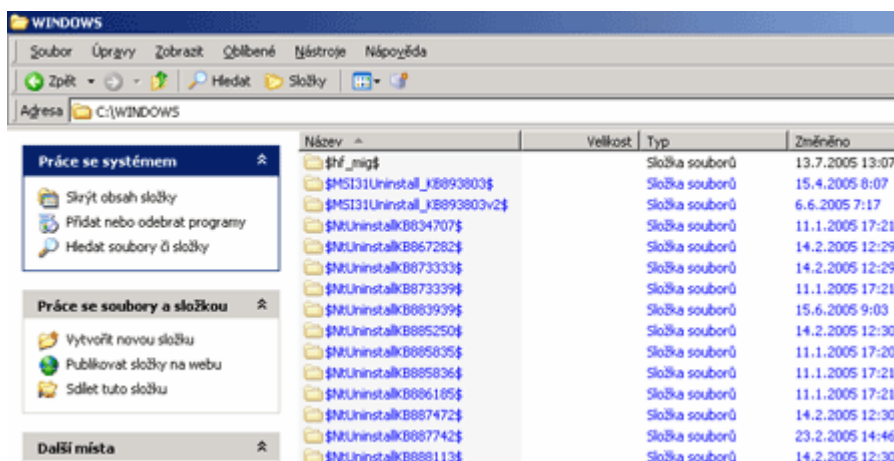 WINDOWS
Soubor Úpravy Zobrazit Oblíbené Nástroje Nápověda
Zpět Hledat Složky
Adresa C:\WINDOWS
Název Velikost Typ Změněno
Práce se systémem
Skrýt obsah složky
Přidat nebo odebrat programy
Hledat soubory či složky
Práce se soubory a složkou
Vytvořit novou složku
Publikovat složky na webu
Sdílet tuto složku
Další místa
$hf_mig$ Složka souborů 13.7.2005 13:07
$MSI31Uninstall_KB893803$ Složka souborů 15.4.2005 8:07
$MSI31Uninstall_KB893803v2$ Složka souborů 6.6.2005 7:17
$NtUninstallKB834707$ Složka souborů 11.1.2005 17:21
$NtUninstallKB867282$ Složka souborů 14.2.2005 12:29
$NtUninstallKB873333$ Složka souborů 14.2.2005 12:29
$NtUninstallKB873339$ Složka souborů 11.1.2005 17:21
$NtUninstallKB883939$ Složka souborů 15.6.2005 9:03
$NtUninstallKB885250$ Složka souborů 14.2.2005 12:30
$NtUninstallKB885835$ Složka souborů 11.1.2005 17:20
$NtUninstallKB885836$ Složka souborů 11.1.2005 17:21
$NtUninstallKB886185$ Složka souborů 11.1.2005 17:21
$NtUninstallKB887472$ Složka souborů 14.2.2005 12:30
$NtUninstallKB887742$ Složka souborů 23.2.2005 14:46
$NtUninstallKB888113$ Složka souborů 14.2.2005 12:30